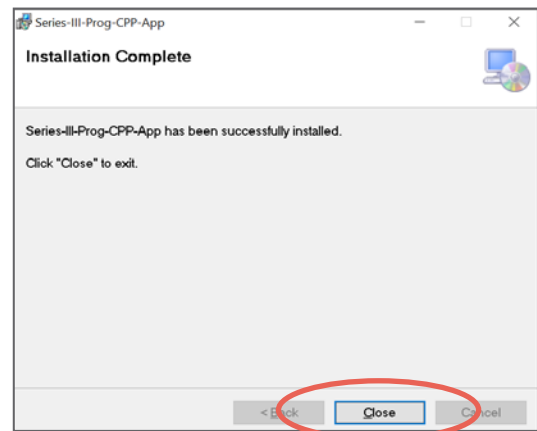 Series-III-Prog-CPP-App
Installation Complete
Series-III-Prog-CPP-App has been successfully installed.
Click "Close" to exit.
< Back Close Cancel